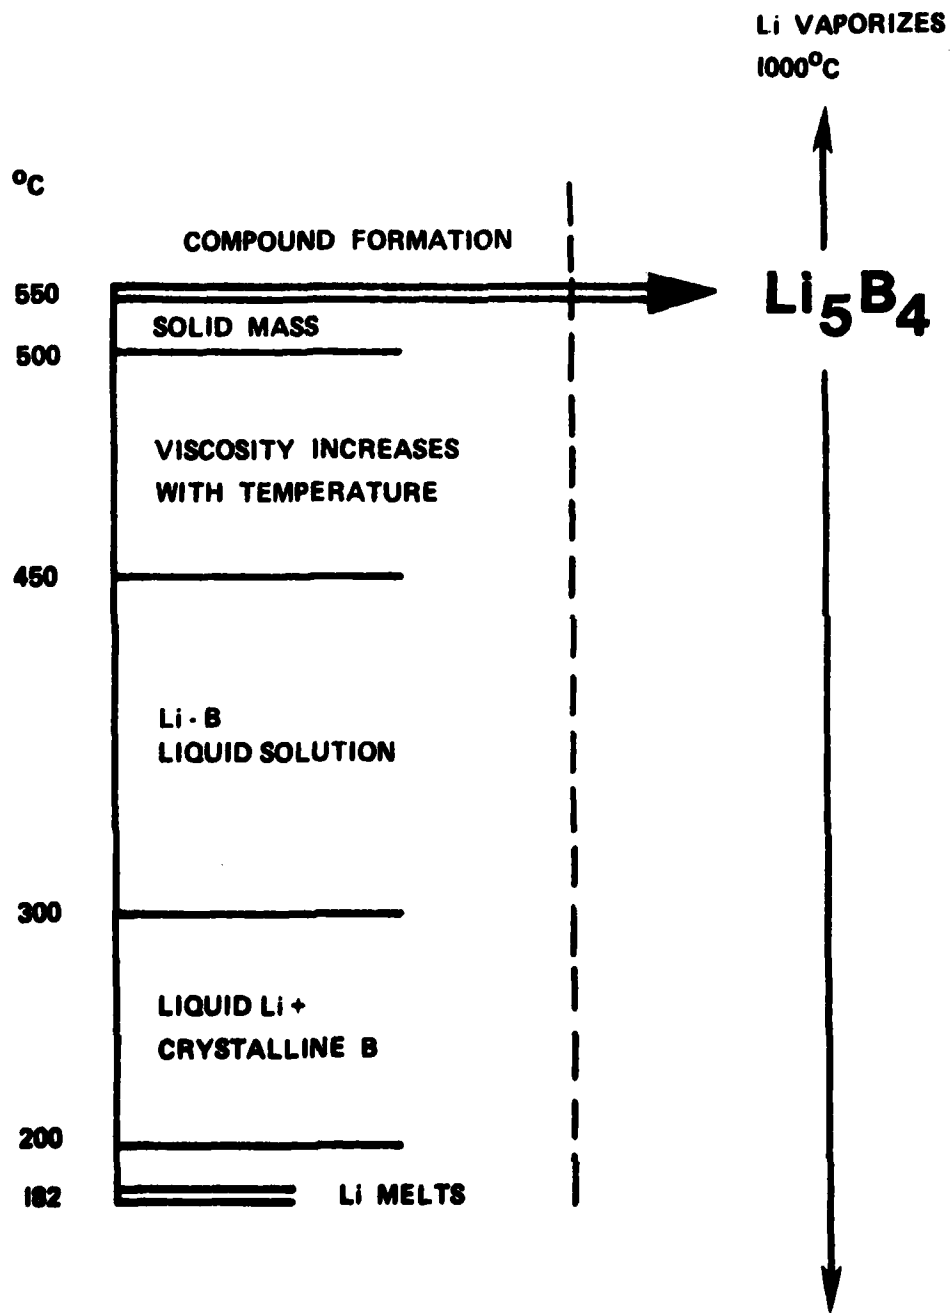 Li VAPORIZES
1000°C
°C
COMPOUND FORMATION
550
Li5B4
SOLID MASS
500
VISCOSITY INCREASES
WITH TEMPERATURE
450
Li - B
LIQUID SOLUTION
300
LIQUID Li +
CRYSTALLINE B
200
182
Li MELTS